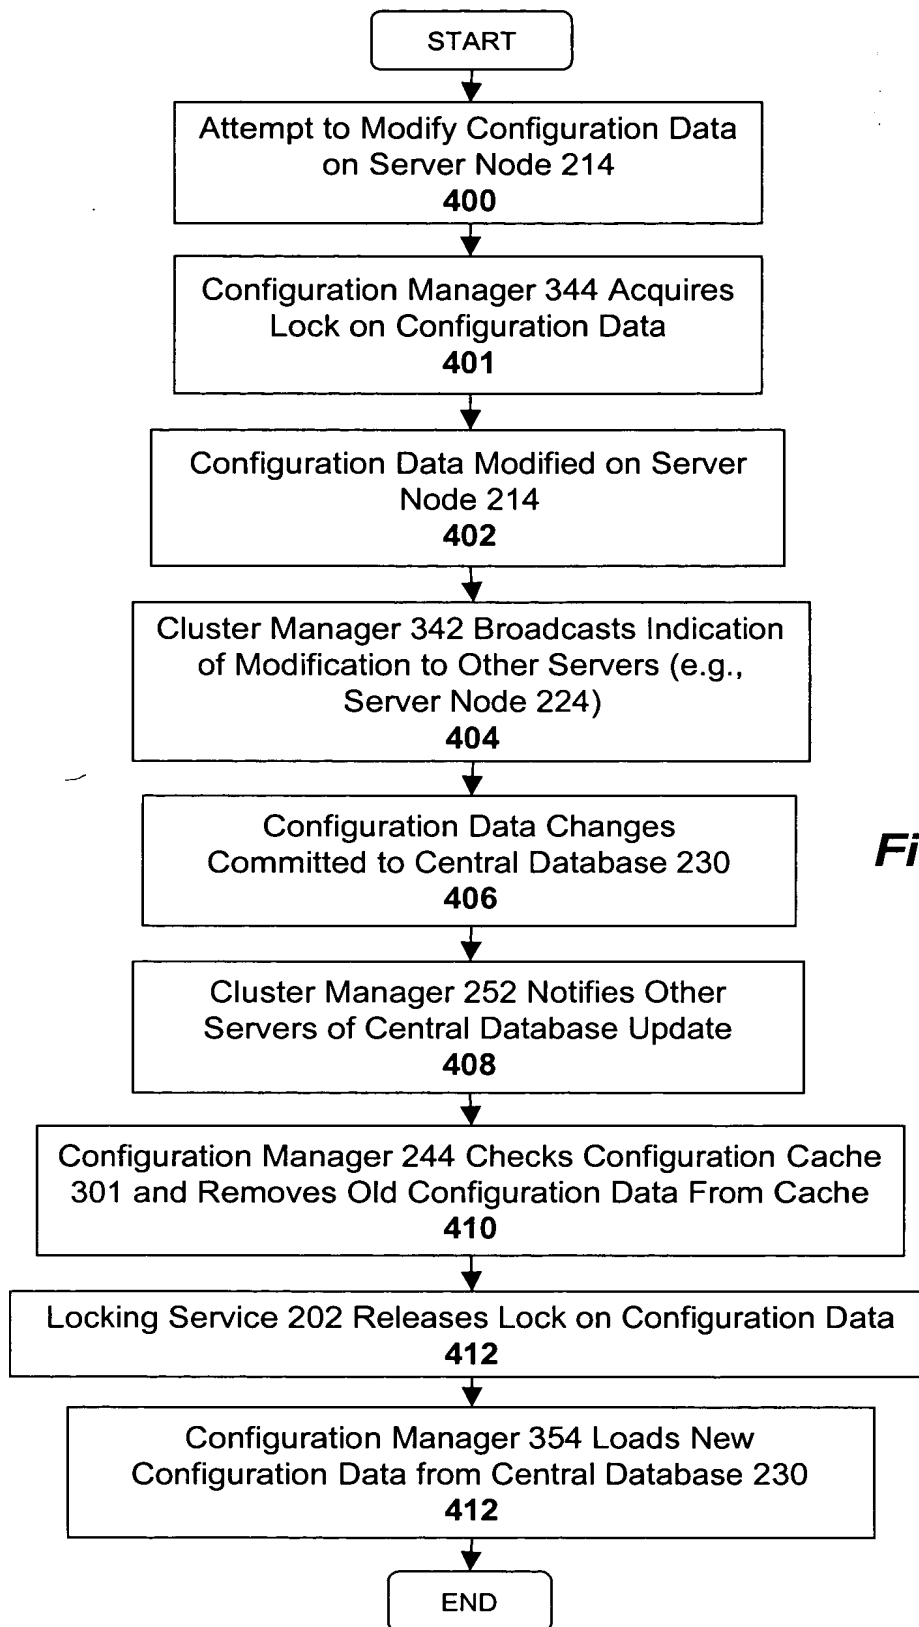 START
Attempt to Modify Configuration Data
on Server Node 214
400
Configuration Manager 344 Acquires
Lock on Configuration Data
401
Configuration Data Modified on Server
Node 214
402
Cluster Manager 342 Broadcasts Indication
of Modification to Other Servers (e.g.,
Server Node 224)
404
Configuration Data Changes
Committed to Central Database 230
406
Fi
Cluster Manager 252 Notifies Other
Servers of Central Database Update
408
Configuration Manager 244 Checks Configuration Cache
301 and Removes Old Configuration Data From Cache
410
Locking Service 202 Releases Lock on Configuration Data
412
Configuration Manager 354 Loads New
Configuration Data from Central Database 230
412
END